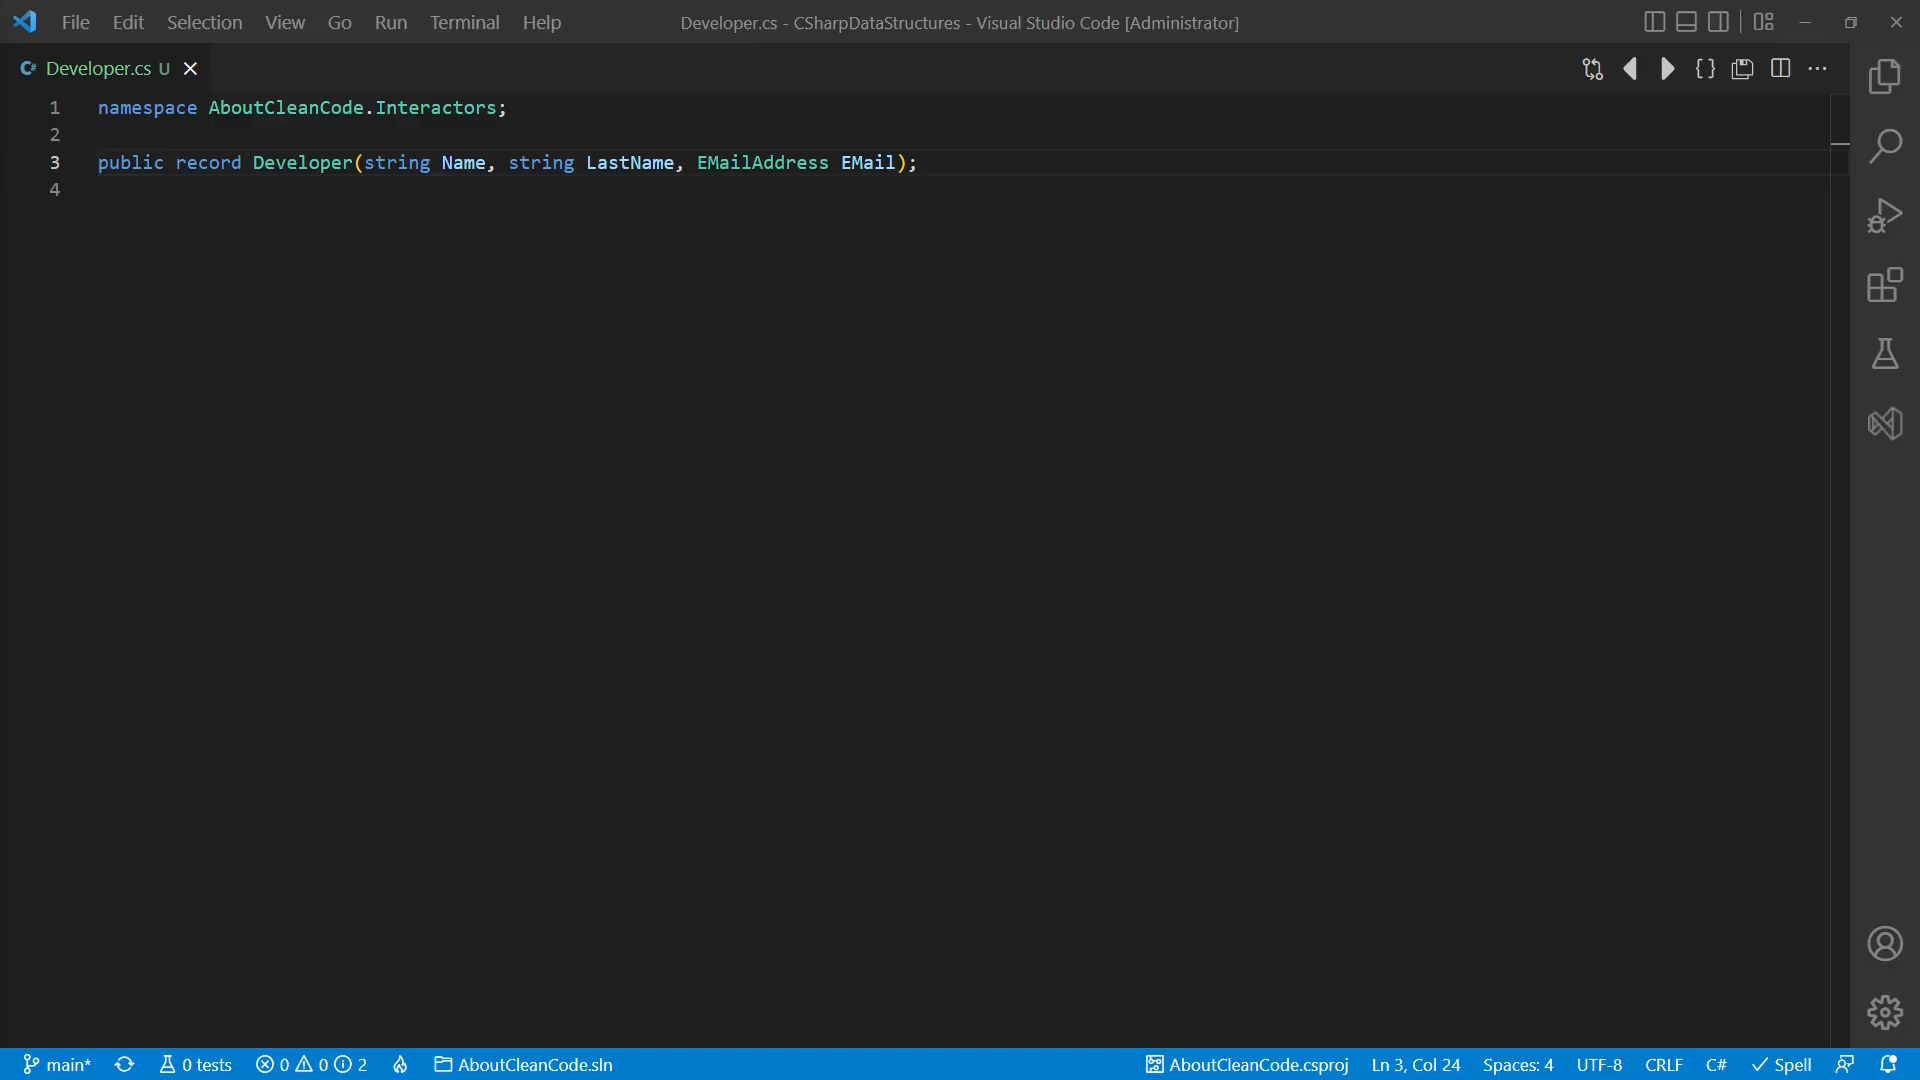 File Edit Selection View Go Run Terminal Help Developer.cs - CSharpDataStructures - Visual Studio Code [Administrator]
C# Developer.cs U
1 namespace AboutCleanCode.Interactors;
2
3 public record Developer(string Name, string LastName, EMailAddress EMail);
4
main* 0 tests 0 0 2 AboutCleanCode.sln AboutCleanCode.csproj Ln 3, Col 24 Spaces: 4 UTF-8 CRLF C# Spell